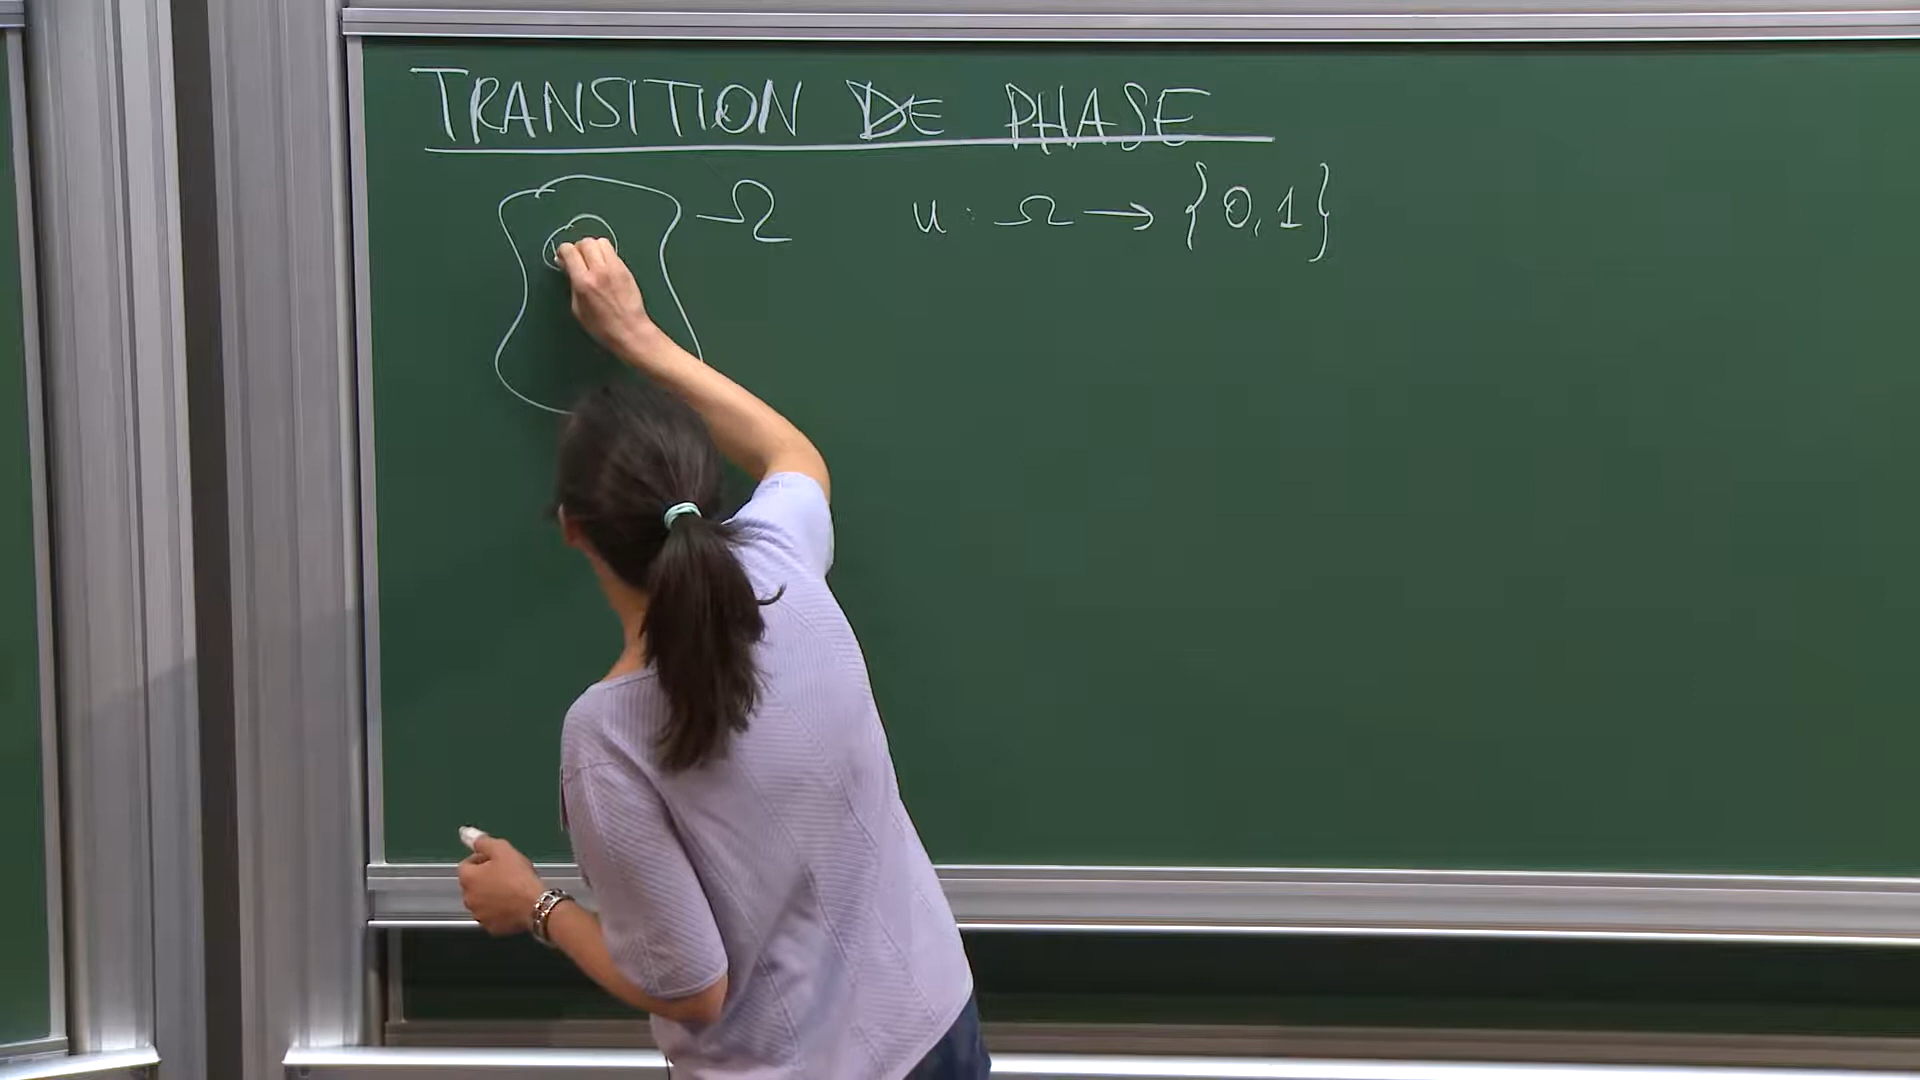 TRANSITION DE PHASE
Ω u : Ω → {0,1}